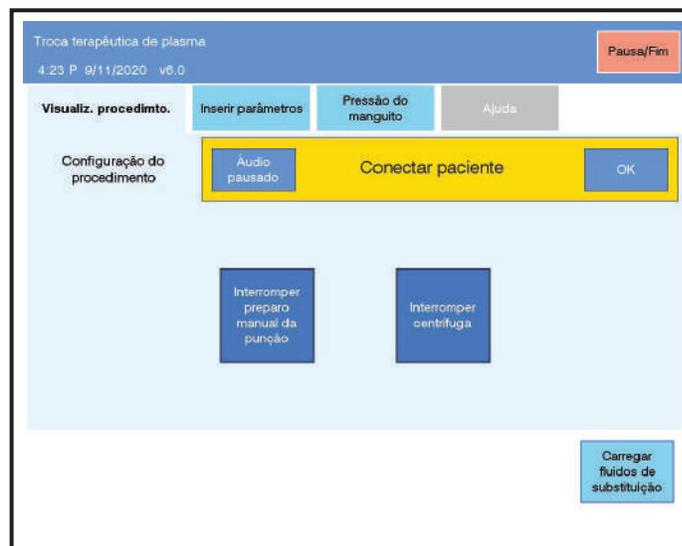 Troca terapêutica de plasma
4:23 P 9/11/2020 v6.0
Pausa/Fim
Visualiz. procedimto.
Inserir parâmetros
Pressão do
manguito
Ajuda
Configuração do
procedimento
Áudio
pausado
Conectar paciente
OK
Interromper
preparo
manual da
punção
Interromper
centrífuga
Carregar
fluidos de
substituição